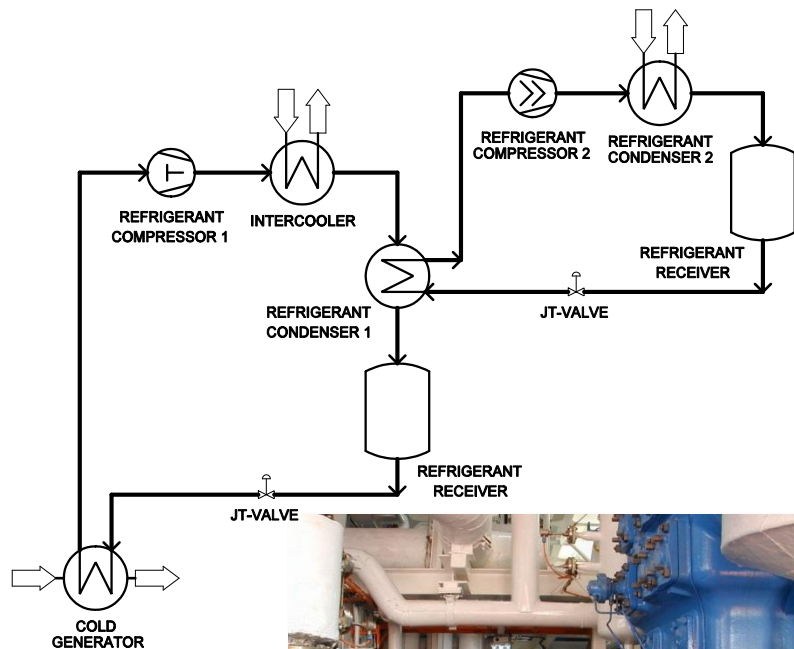 REFRIGERANT
COMPRESSOR 2
REFRIGERANT
CONDENSER 2
REFRIGERANT
COMPRESSOR 1
INTERCOOLER
REFRIGERANT
RECEIVER
REFRIGERANT
CONDENSER 1
JT-VALVE
REFRIGERANT
RECEIVER
JT-VALVE
COLD
GENERATOR